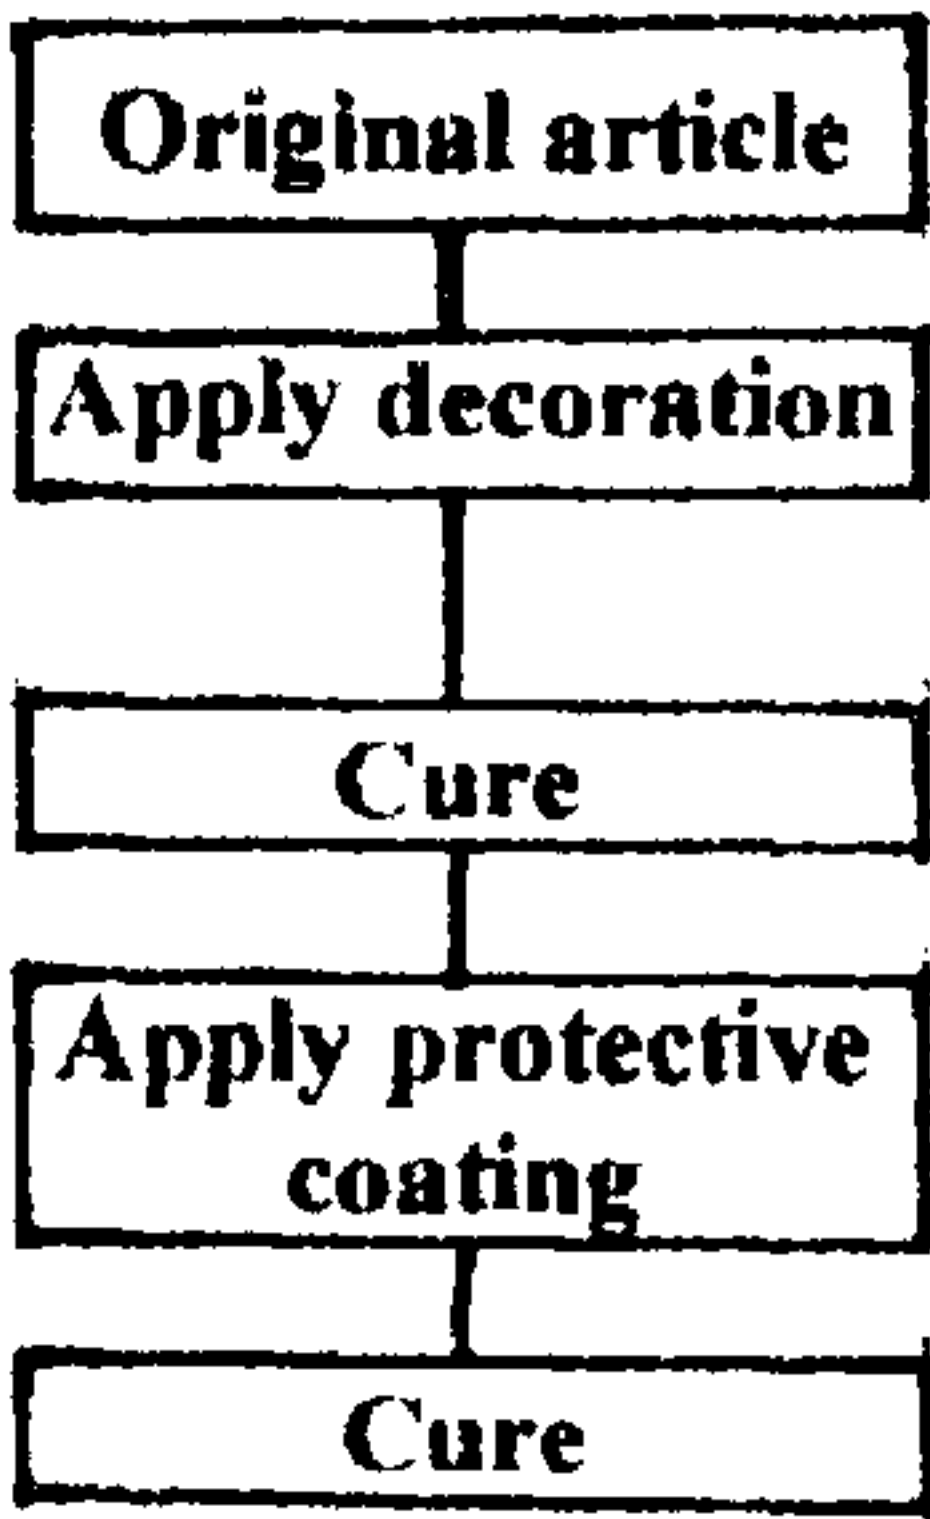 Original article
Apply decoration
Cure
Apply protective
coating
Cure